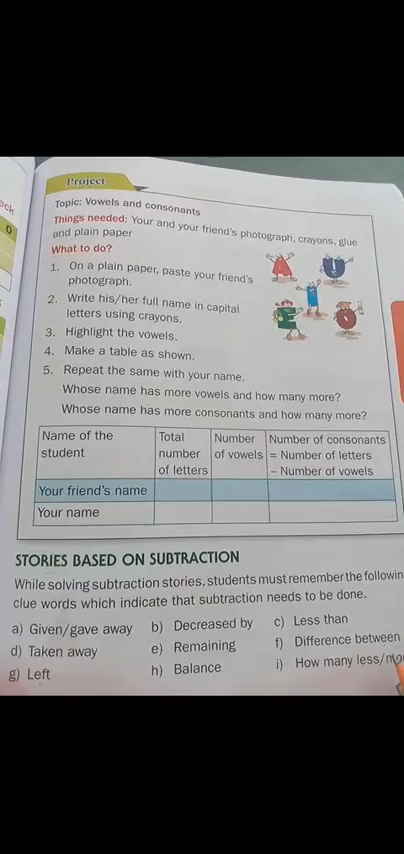 eck
0
Project
Topic: Vowels and consonants
Things needed: Your and your friend's photograph, crayons, glue
and plain paper
What to do?
1. On a plain paper, paste your friend's
photograph.
2. Write his/her full name in capital
letters using crayons.
3. Highlight the vowels.
4. Make a table as shown.
5. Repeat the same with your name.
Whose name has more vowels and how many more?
Whose name has more consonants and how many more?
A
U
I
E
O
Name of the student
Total number of letters
Number of vowels
Number of consonants = Number of letters – Number of vowels
Your friend's name
Your name
STORIES BASED ON SUBTRACTION
While solving subtraction stories, students must remember the followin
clue words which indicate that subtraction needs to be done.
a) Given/gave away b) Decreased by c) Less than
d) Taken away e) Remaining f) Difference between
g) Left h) Balance i) How many less/mo